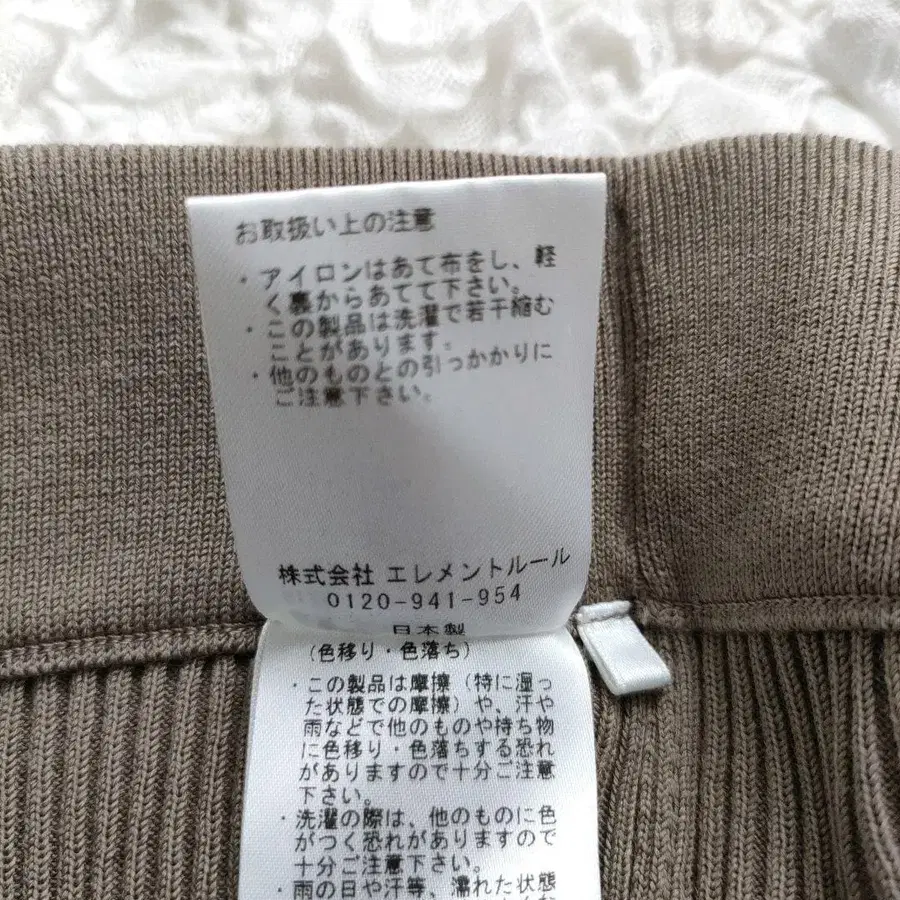 お取扱い上の注意
・アイロンはあて布をし、軽
く裏からあてて下さい。
・この製品は洗濯で若干縮む
ことがあります。
・他のものとの引っかかりに
ご注意下さい。
株式会社 エレメントルール
0120-941-954
日本製
(色移り・色落ち)
・この製品は摩擦(特に湿っ
た状態での摩擦)や、汗や
雨などで他のものや持ち物
に色移り・色落ちする恐れ
がありますので十分ご注意
下さい。
・洗濯の際は、他のものに色
がつく恐れがありますので
十分ご注意下さい。
・雨の日や汗等、濡れた状態